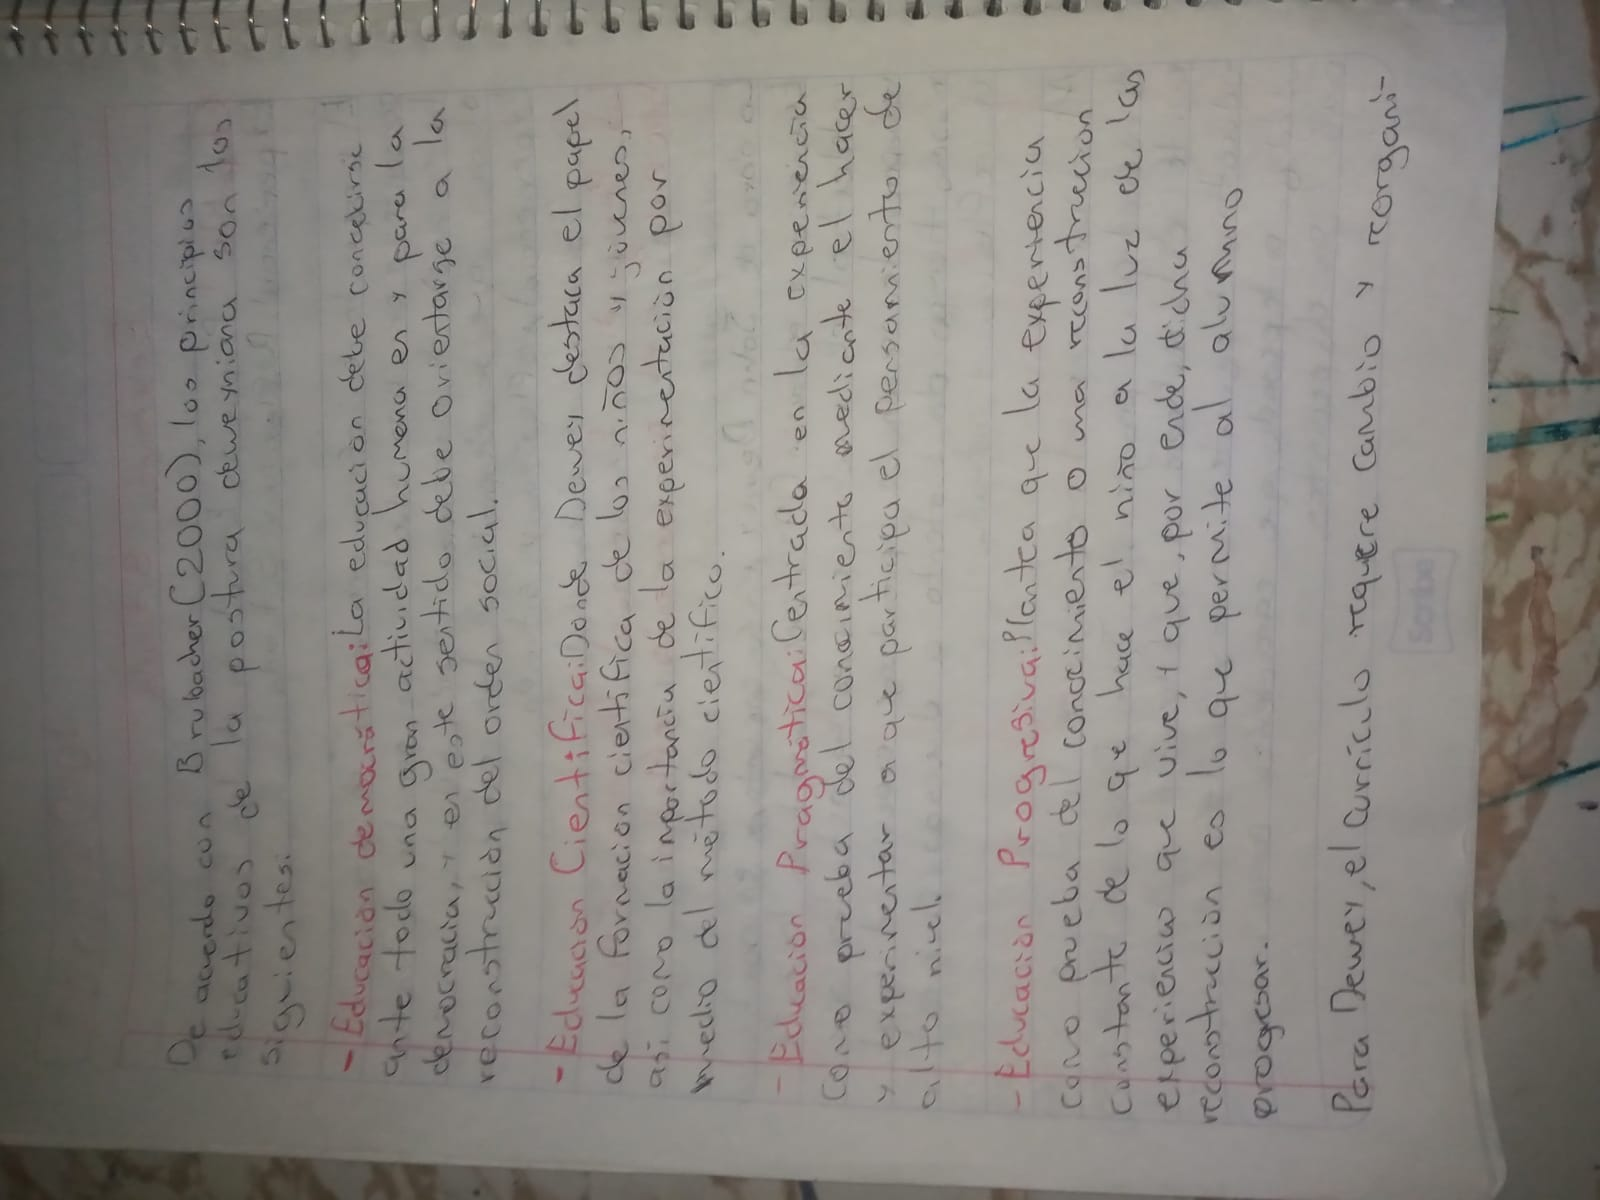 De acuerdo con Brubacher (2000), los principios
educativos de la postura deweyniana son los
siguientes:
- Educación democrática: La educación debe concebirse
ante todo una gran actividad humana en y para la
democracia, y en este sentido debe orientarse a la
reconstrucción del orden social.
- Educación Científica: Donde Dewey destaca el papel
de la formación científica de los niños y jóvenes,
asi como la importancia de la experimentación por
medio del método científico.
- Educación Pragmática: Centrada en la experiencia
Como prueba del conocimiento mediante el hacer
y experimentar a que participa el pensamiento de
alto nivel.
- Educación Progresiva: Plantea que la experiencia
como prueba del conocimiento o una reconstrucción
constante de lo que hace el niño a la luz de las
experiencia que vive, y que, por ende, dicha
reconstrucción es lo que permite al alumno
progresar.
Para Dewey, el currículo requere cambio y reorgani-
Scribe